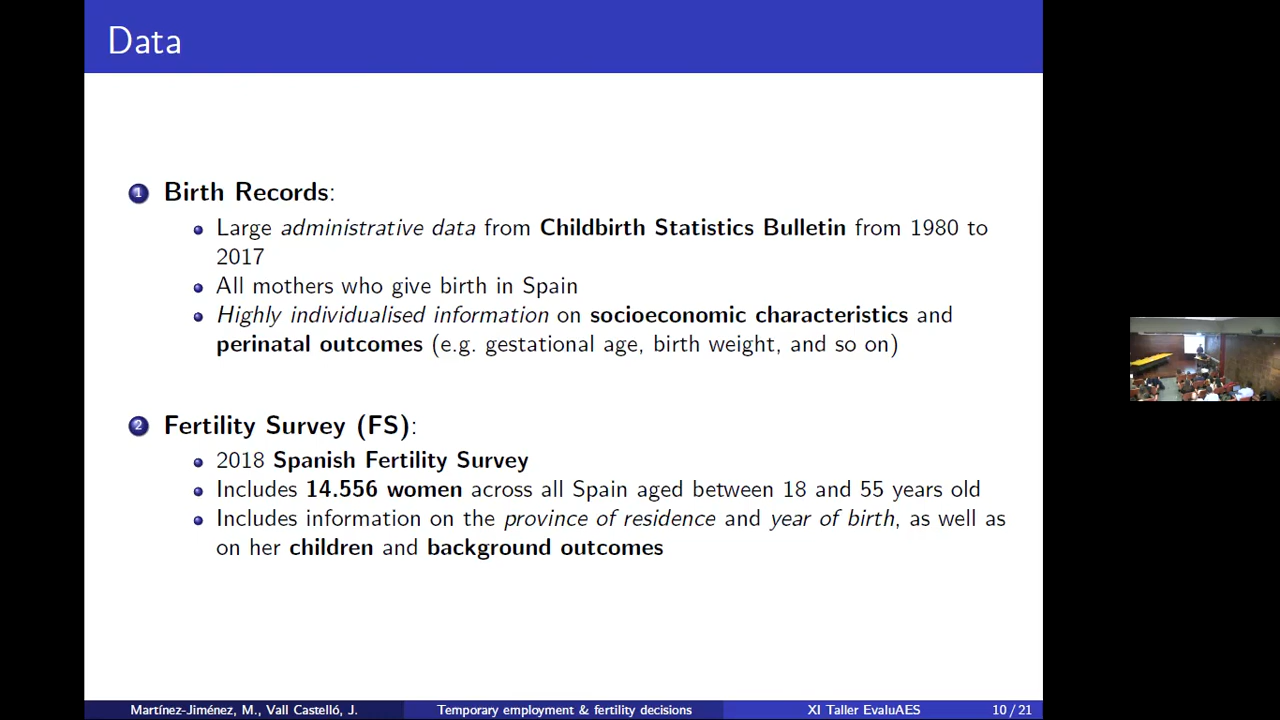 Data
1 Birth Records:
Large administrative data from Childbirth Statistics Bulletin from 1980 to
2017
All mothers who give birth in Spain
Highly individualised information on socioeconomic characteristics and
perinatal outcomes (e.g. gestational age, birth weight, and so on)
2 Fertility Survey (FS):
2018 Spanish Fertility Survey
Includes 14.556 women across all Spain aged between 18 and 55 years old
Includes information on the province of residence and year of birth, as well as
on her children and background outcomes
Martínez-Jiménez, M., Vall Castelló, J. Temporary employment & fertility decisions XI Taller EvaluAES 10 / 21